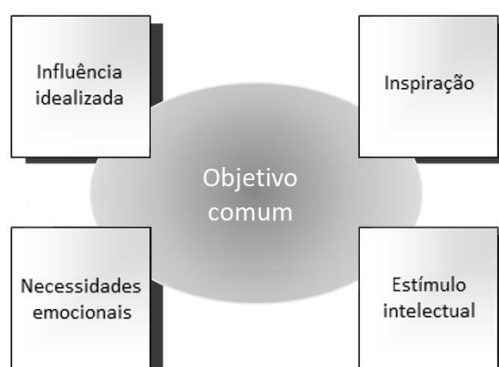 Influência
idealizada
Inspiração
Objetivo
comum
Necessidades
emocionais
Estímulo
intelectual